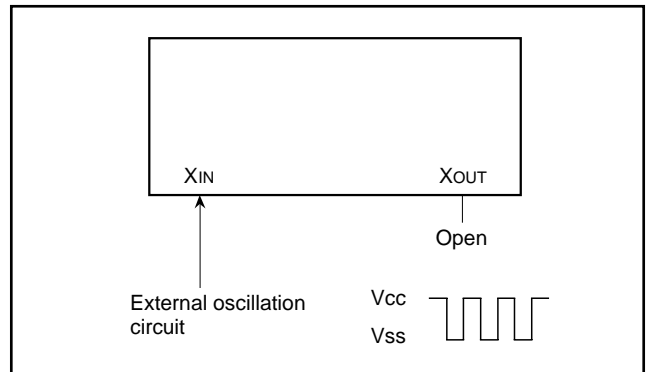 XIN
XOUT
Open
External oscillation
circuit
Vcc
Vss